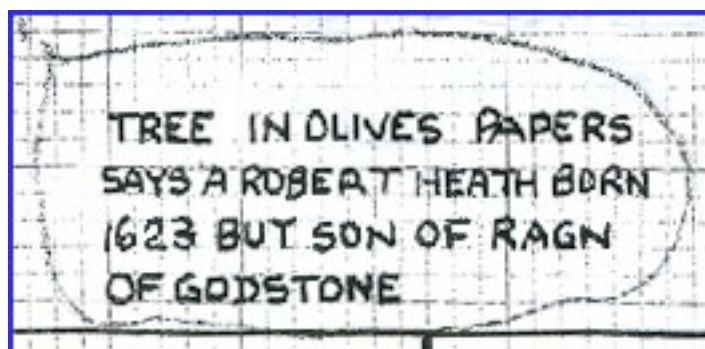 TREE IN OLIVES PAPERS
SAYS A ROBERT HEATH BORN
1623 BUT SON OF RAGN
OF GODSTONE